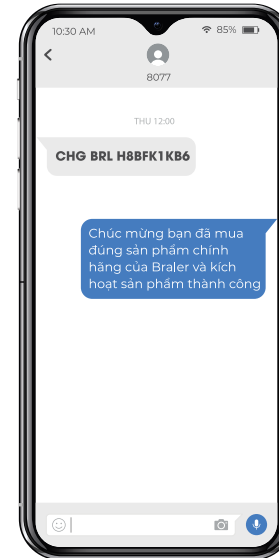 10:30 AM
85%
8077
THU 12:00
CHG BRL H8BFK1KB6
Chúc mừng bạn đã mua
đúng sản phẩm chính
hãng của Braler và kích
hoạt sản phẩm thành công